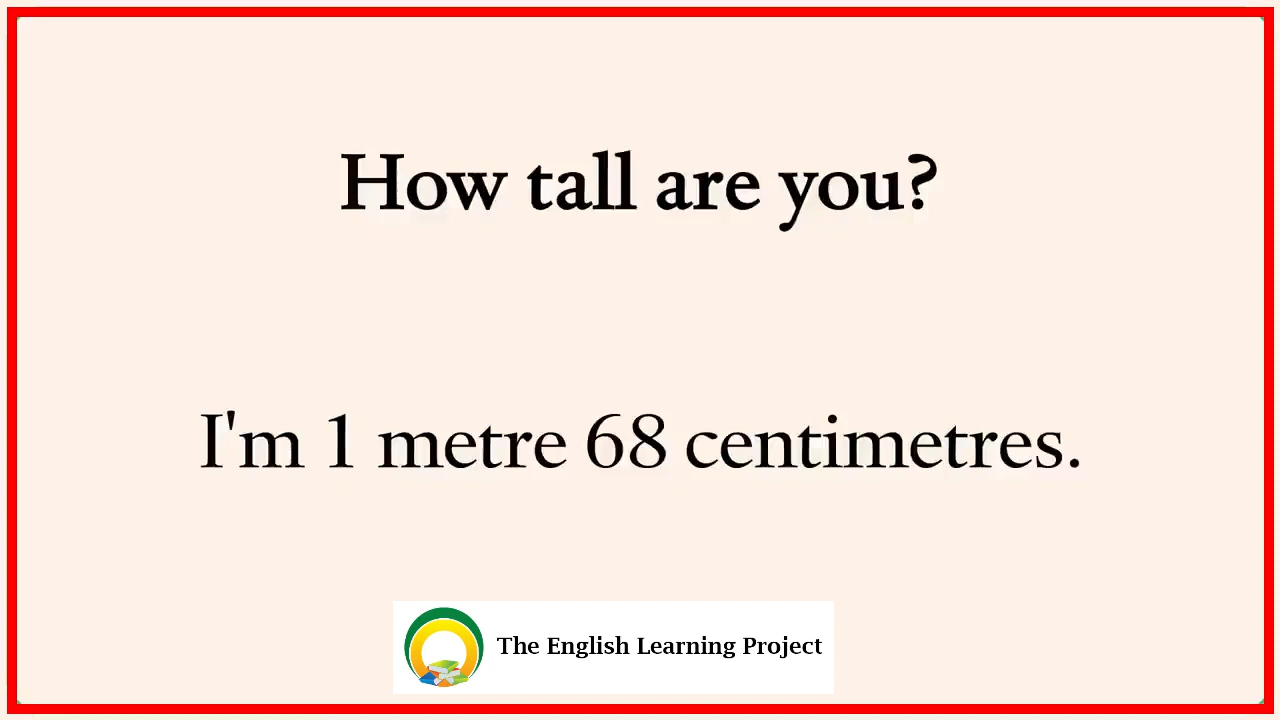 How tall are you?
I'm 1 metre 68 centimetres.
The English Learning Project